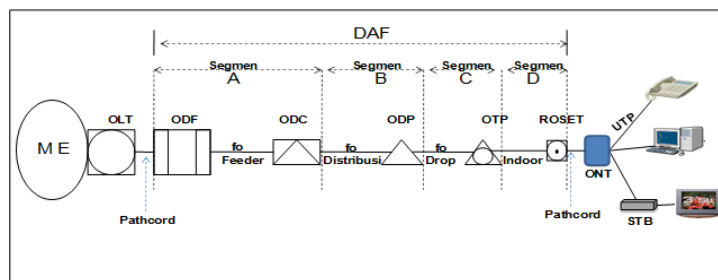 DAF
Segmen
A
Segmen
B
Segmen
C
Segmen
D
OLT
ODF
ODC
ODP
OTP
ROSET
UTP
M E
fo
Feeder
fo
Distribusi
fo
Drop
Indoor
ONT
Pathcord
Pathcord
STB